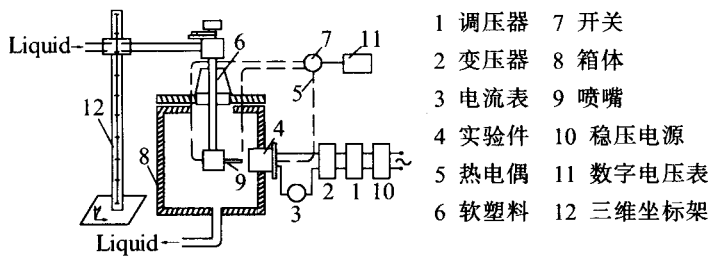 Liquid
6
7
11
5
12
4
8
9
3
2
1
10
Liquid
1 调压器 7 开关
2 变压器 8 箱体
3 电流表 9 喷嘴
4 实验件 10 稳压电源
5 热电偶 11 数字电压表
6 软塑料 12 三维坐标架